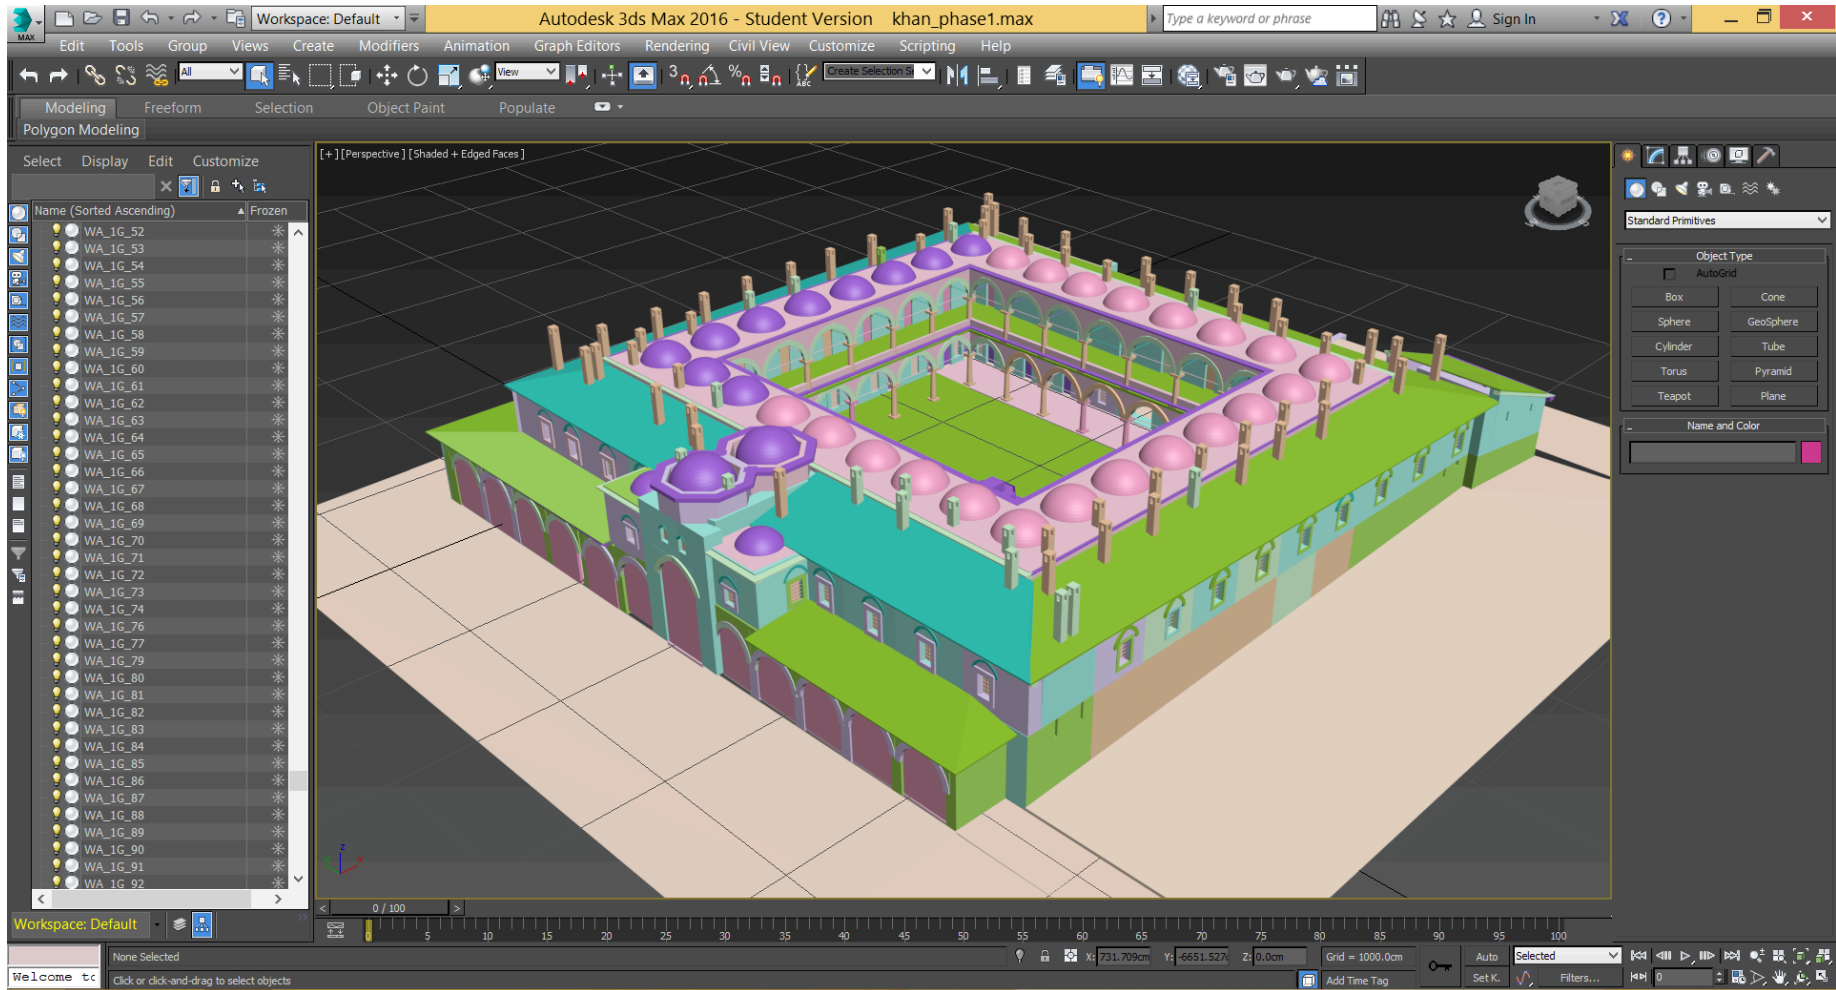 Workspace: Default
Autodesk 3ds Max 2016 - Student Version khan_phase1.max
Type a keyword or phrase
Sign In
MAX
Edit Tools Group Views Create Modifiers Animation Graph Editors Rendering Civil View Customize Scripting Help
All
View
Create Selection Se
Modeling Freeform Selection Object Paint Populate
Polygon Modeling
Select Display Edit Customize
Name (Sorted Ascending) Frozen
WA_1G_52
WA_1G_53
WA_1G_54
WA_1G_55
WA_1G_56
WA_1G_57
WA_1G_58
WA_1G_59
WA_1G_60
WA_1G_61
WA_1G_62
WA_1G_63
WA_1G_64
WA_1G_65
WA_1G_66
WA_1G_67
WA_1G_68
WA_1G_69
WA_1G_70
WA_1G_71
WA_1G_72
WA_1G_73
WA_1G_74
WA_1G_76
WA_1G_77
WA_1G_79
WA_1G_80
WA_1G_81
WA_1G_82
WA_1G_83
WA_1G_84
WA_1G_85
WA_1G_86
WA_1G_87
WA_1G_88
WA_1G_89
WA_1G_90
WA_1G_91
WA_1G_92
Workspace: Default
[+] [Perspective] [Shaded + Edged Faces]
z
x
Standard Primitives
Object Type
AutoGrid
Box Cone
Sphere GeoSphere
Cylinder Tube
Torus Pyramid
Teapot Plane
Name and Color
0 / 100
0 5 10 15 20 25 30 35 40 45 50 55 60 65 70 75 80 85 90 95 100
None Selected
X: 731.709cm Y: -6651.527c Z: 0.0cm Grid = 1000.0cm
Auto Selected
Welcome to
Click or click-and-drag to select objects
Add Time Tag
Set K. Filters...
0